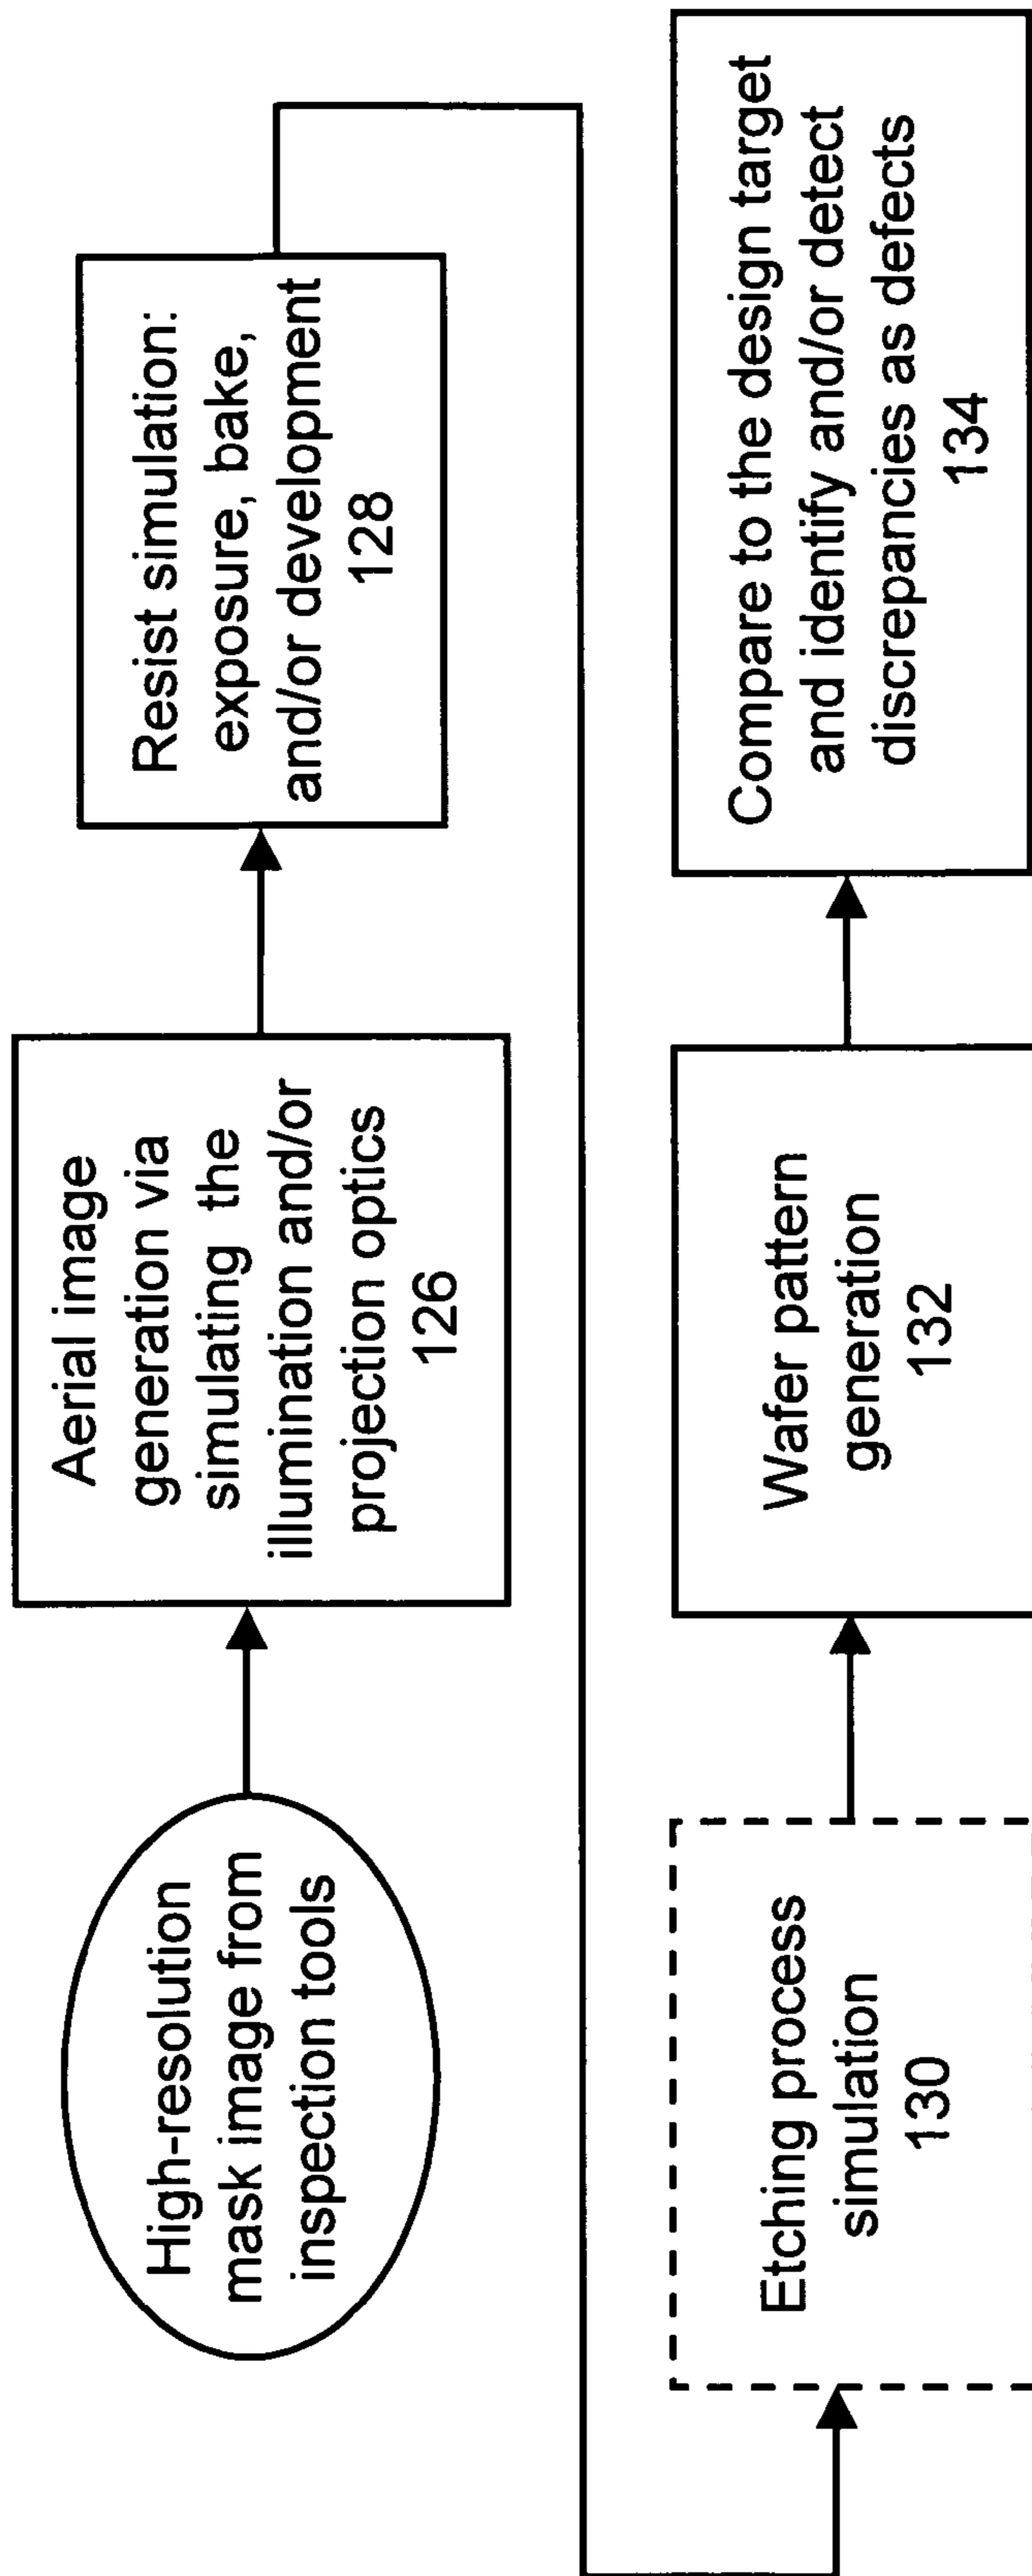 High-resolution
mask image from
inspection tools
Aerial image
generation via
simulating the
illumination and/or
projection optics
126
Resist simulation:
exposure, bake,
and/or development
128
Etching process
simulation
130
Wafer pattern
generation
132
Compare to the design target
and identify and/or detect
discrepancies as defects
134